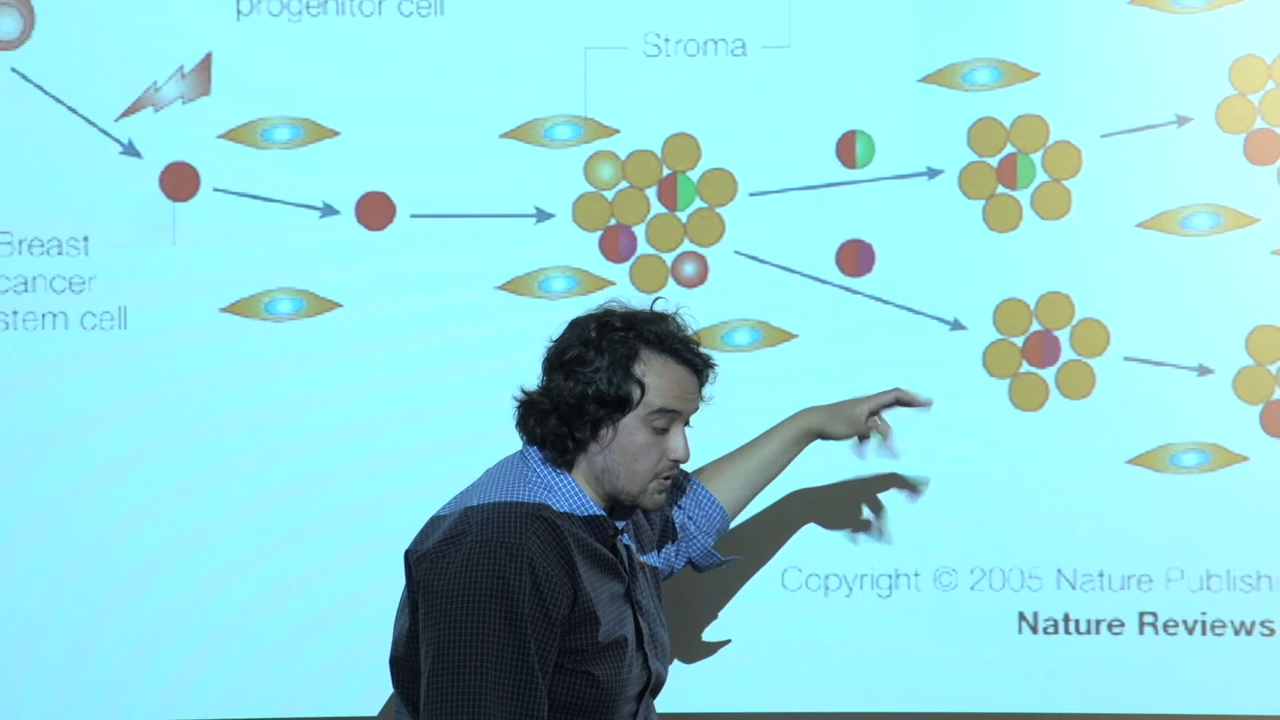 progenitor cell
Stroma
Breast
cancer
stem cell
Copyright © 2005 Nature Publish
Nature Reviews